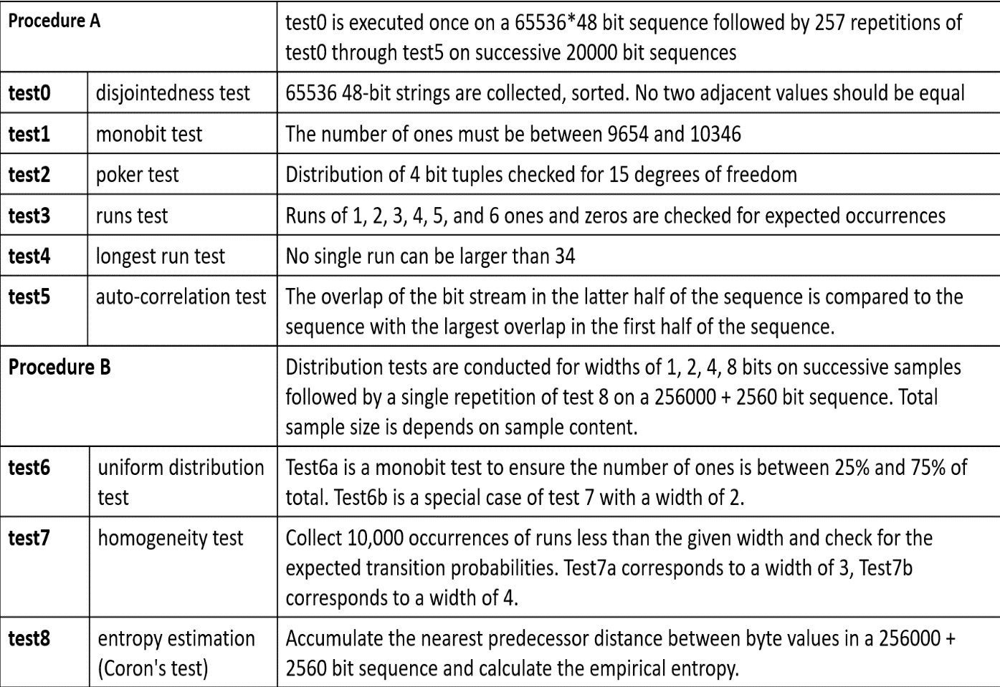 Procedure A
test0 is executed once on a 65536*48 bit sequence followed by 257 repetitions of
test0 through test5 on successive 20000 bit sequences
test0 disjointedness test 65536 48-bit strings are collected, sorted. No two adjacent values should be equal
test1 monobit test The number of ones must be between 9654 and 10346
test2 poker test Distribution of 4 bit tuples checked for 15 degrees of freedom
test3 runs test Runs of 1, 2, 3, 4, 5, and 6 ones and zeros are checked for expected occurrences
test4 longest run test No single run can be larger than 34
test5 auto-correlation test The overlap of the bit stream in the latter half of the sequence is compared to the
sequence with the largest overlap in the first half of the sequence.
Procedure B
Distribution tests are conducted for widths of 1, 2, 4, 8 bits on successive samples
followed by a single repetition of test 8 on a 256000 + 2560 bit sequence. Total
sample size is depends on sample content.
test6 uniform distribution
test
Test6a is a monobit test to ensure the number of ones is between 25% and 75% of
total. Test6b is a special case of test 7 with a width of 2.
test7 homogeneity test Collect 10,000 occurrences of runs less than the given width and check for the
expected transition probabilities. Test7a corresponds to a width of 3, Test7b
corresponds to a width of 4.
test8 entropy estimation
(Coron's test)
Accumulate the nearest predecessor distance between byte values in a 256000 +
2560 bit sequence and calculate the empirical entropy.